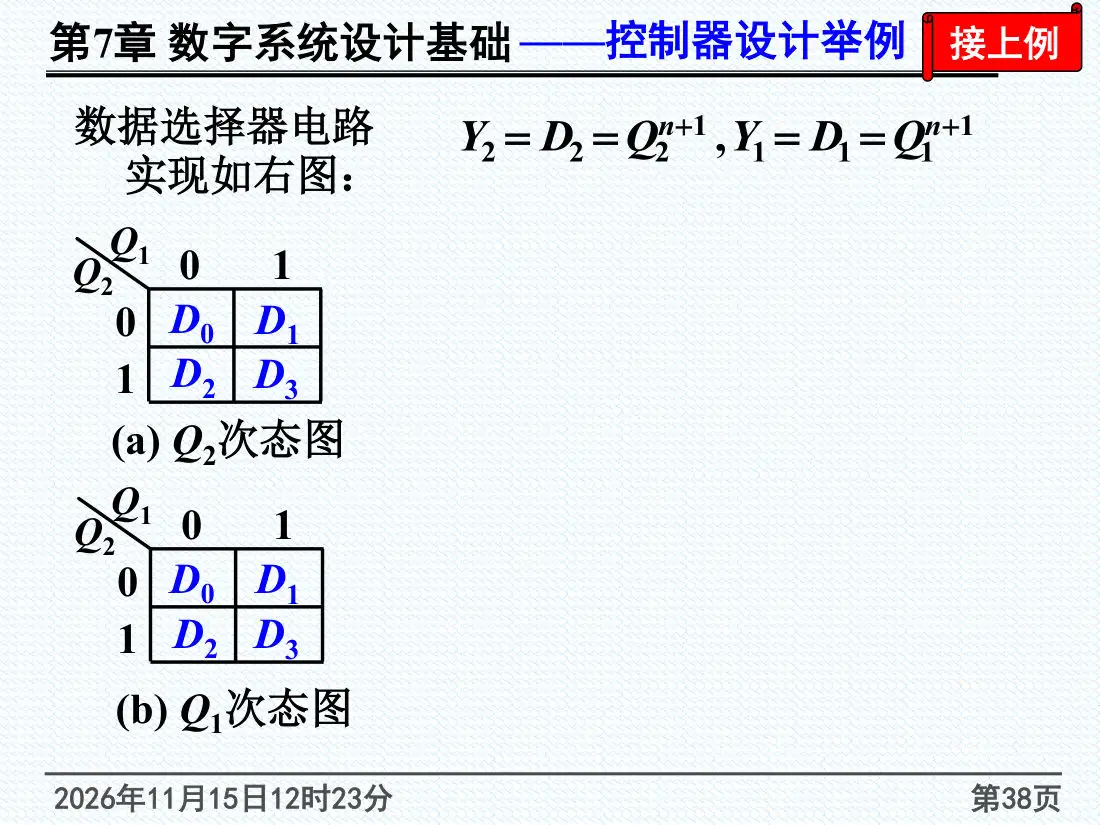 第7章 数字系统设计基础——控制器设计举例 接上例
数据选择器电路
实现如右图：
Y₂ = D₂ = Q₂ⁿ⁺¹ , Y₁ = D₁ = Q₁ⁿ⁺¹
Q₁
Q₂
0 1
0 D₀ D₁
1 D₂ D₃
(a) Q₂次态图
Q₁
Q₂
0 1
0 D₀ D₁
1 D₂ D₃
(b) Q₁次态图
2026年11月15日12时23分 第38页